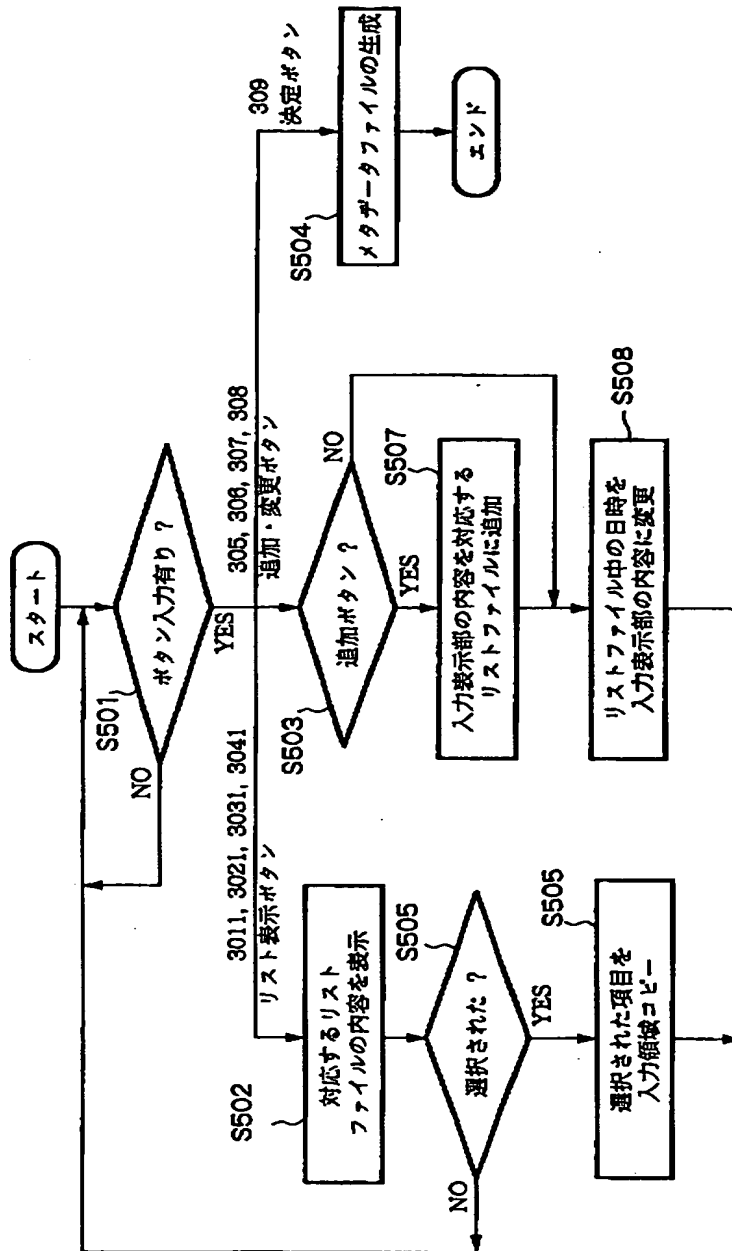 スタート
ボタン入力有り ?
S501
NO
YES
3011, 3021, 3031, 3041
リスト表示ボタン
305, 306, 307, 308
追加・変更ボタン
309
決定ボタン
S502
対応するリスト
ファイルの内容を表示
S503
追加ボタン ?
NO
YES
S504
メタデータファイルの生成
エンド
選択された ?
S505
NO
YES
S507
入力表示部の内容を対応する
リストファイルに追加
選択された項目を
入力領域コピー
S505
リストファイル中の日時を
入力表示部の内容に変更
S508